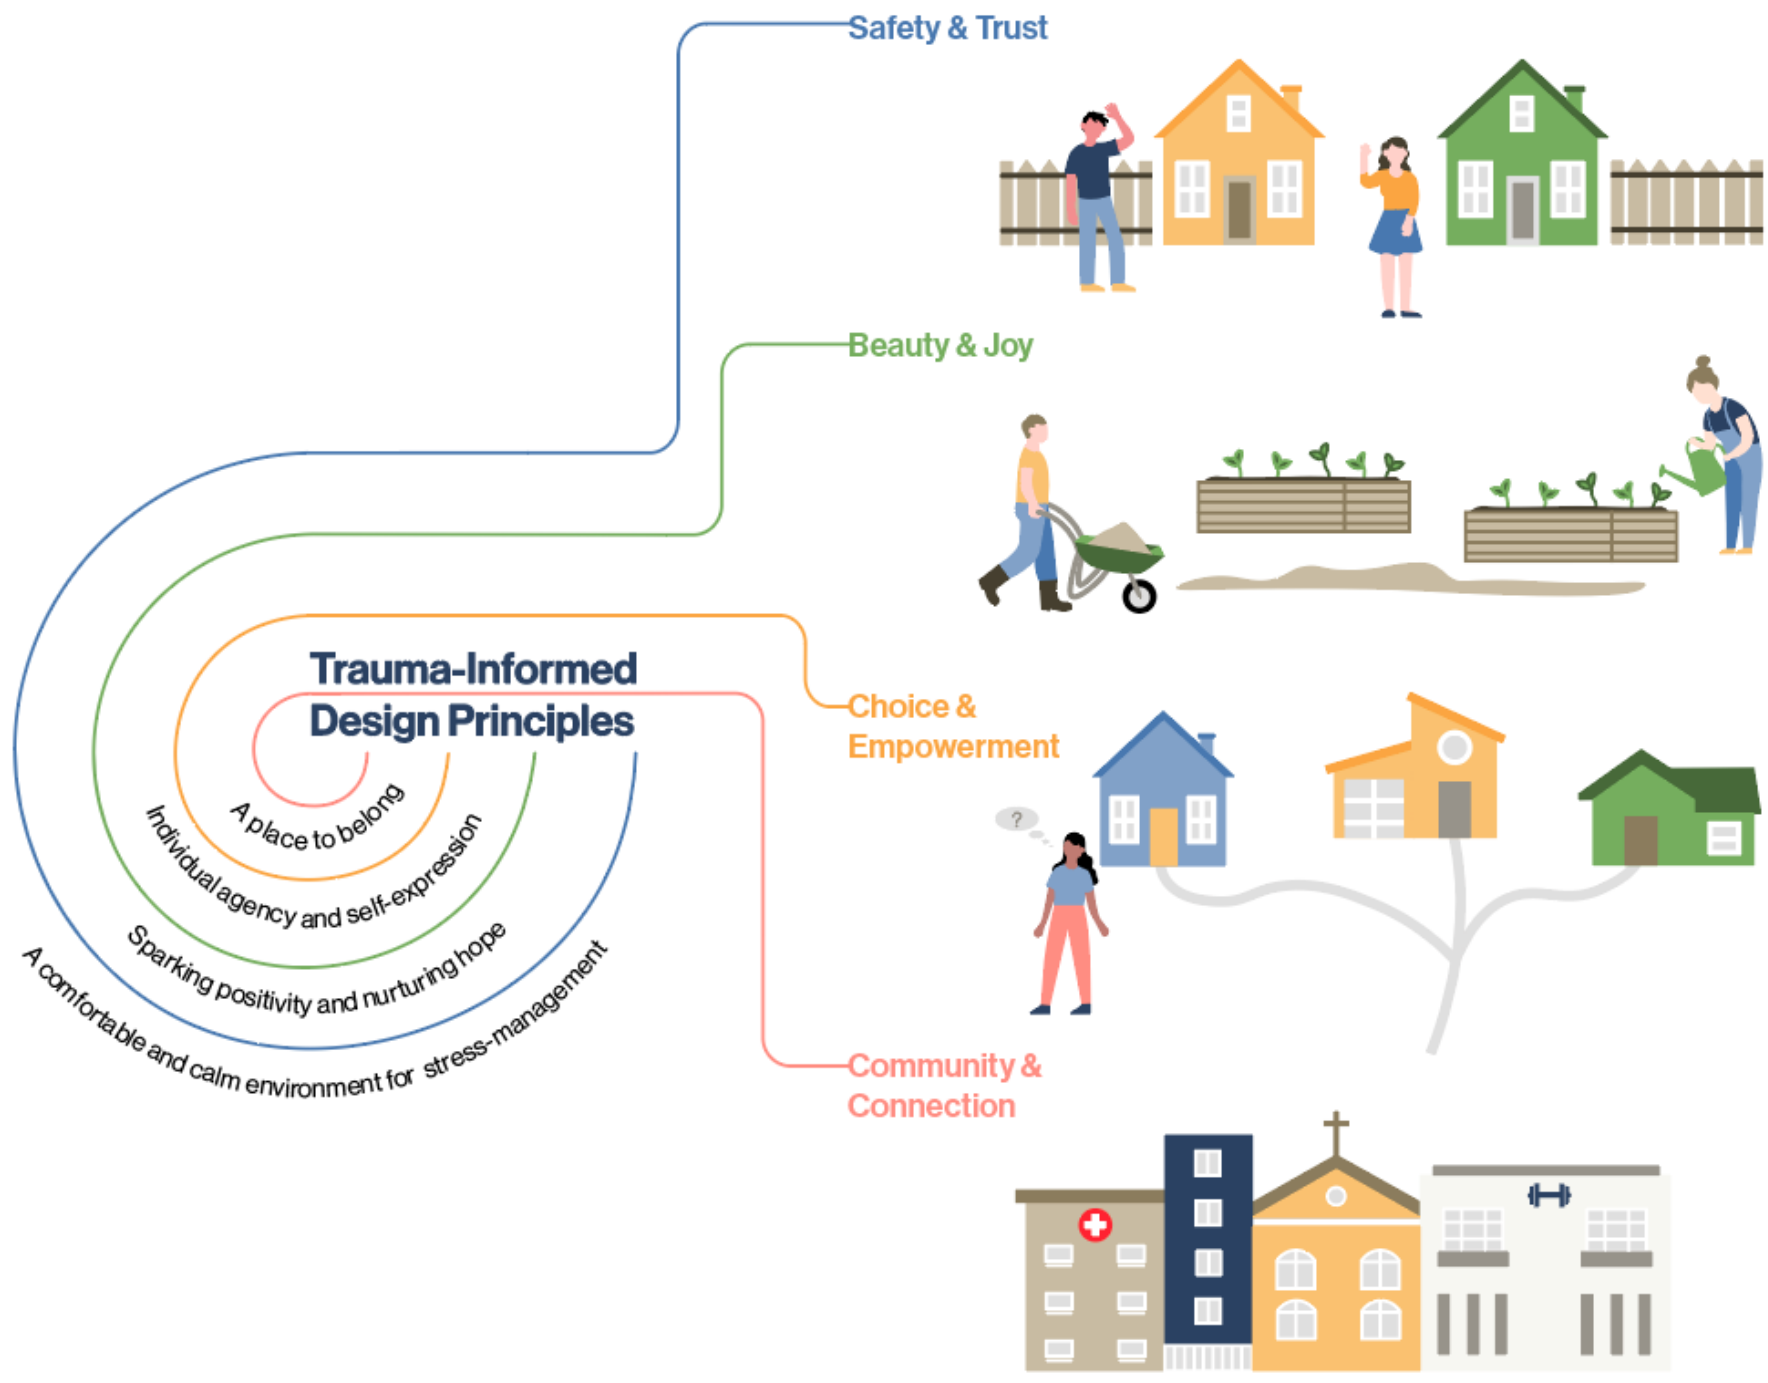 Safety & Trust
Beauty & Joy
Trauma-Informed
Design Principles
Choice &
Empowerment
?
A place to belong
Individual agency and self-expression
Sparking positivity and nurturing hope
A comfortable and calm environment for stress-management
Community &
Connection